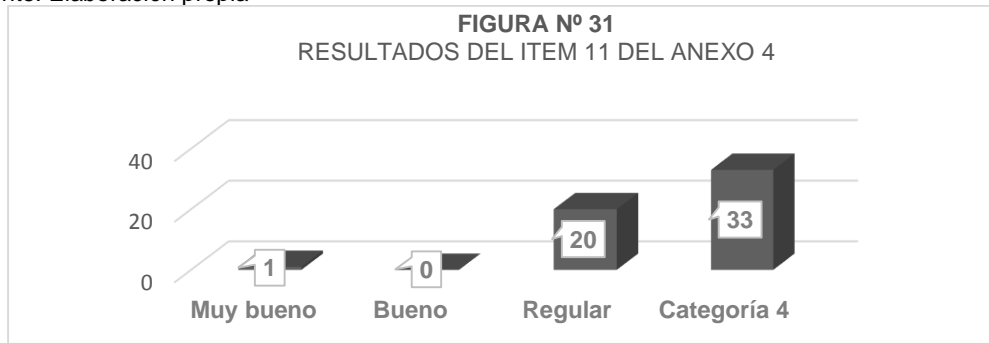 Elaboración propia
FIGURA Nº 31
RESULTADOS DEL ITEM 11 DEL ANEXO 4
40
20
0
1
0
20
33
Muy bueno
Bueno
Regular
Categoría 4